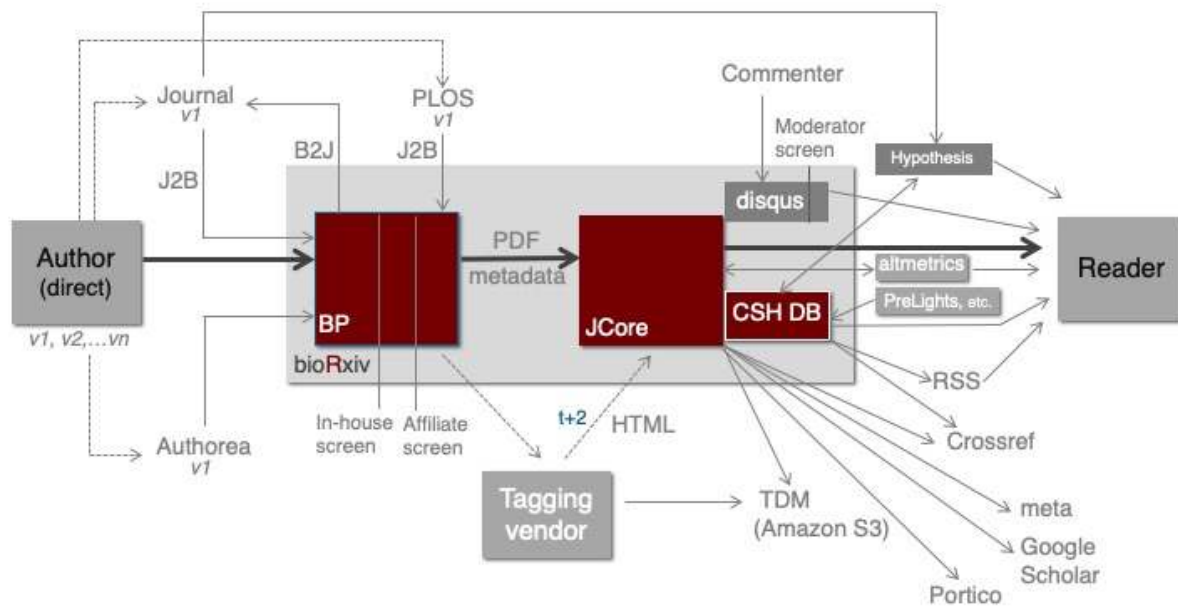 Journal
v1
PLOS
v1
Commenter
Moderator
screen
Hypothesis
B2J
J2B
J2B
disqus
Author
(direct)
v1, v2,...vn
PDF
metadata
altmetrics
PreLights, etc.
Reader
BP
JCore
CSH DB
bioRxiv
RSS
In-house
screen
Affiliate
screen
t+2
HTML
Authorea
v1
Crossref
Tagging
vendor
TDM
(Amazon S3)
meta
Google
Scholar
Portico